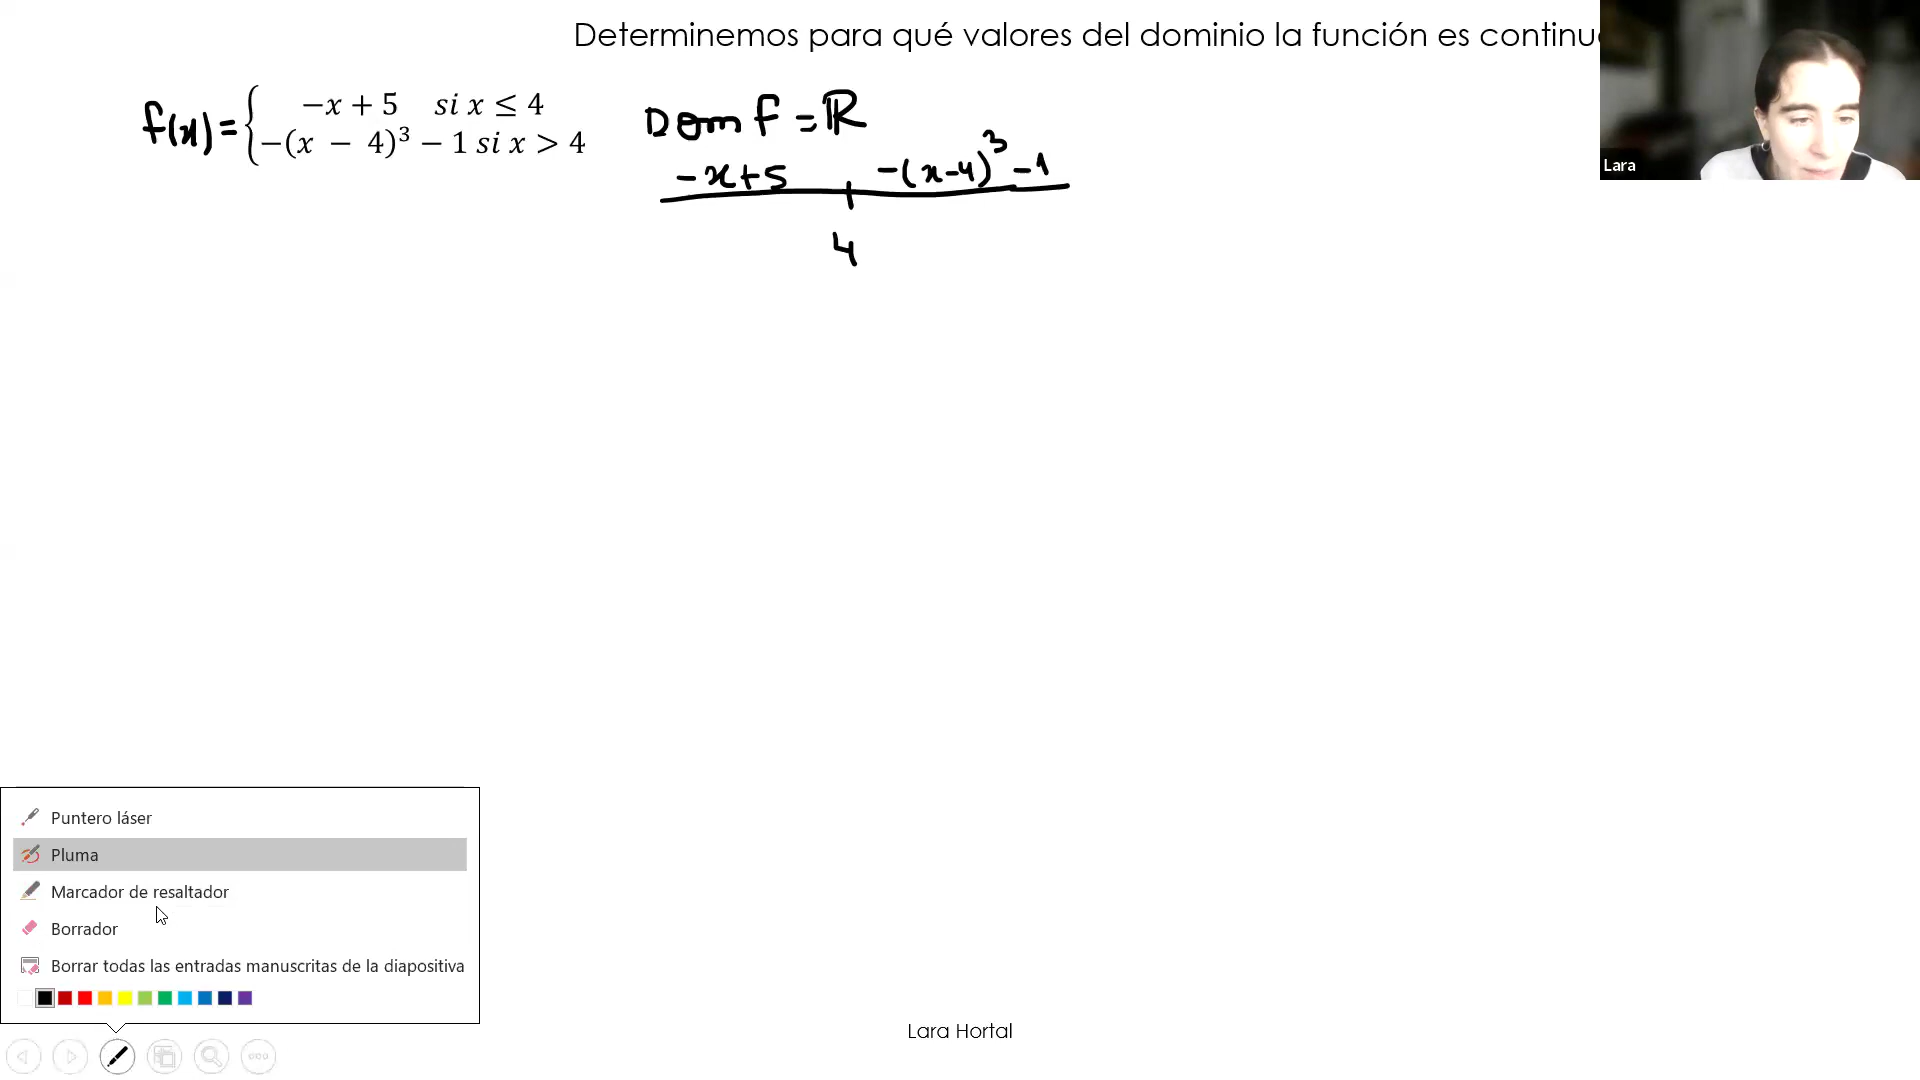 Determinemos para qué valores del dominio la función es
f(x) = { −x + 5 si x ≤ 4
−(x − 4)³ − 1 si x > 4
Dom f = ℝ
-x+5 -(x-4)³-1
4
Lara
Puntero láser
Pluma
Marcador de resaltador
Borrador
Borrar todas las entradas manuscritas de la diapositiva
Lara Hortal